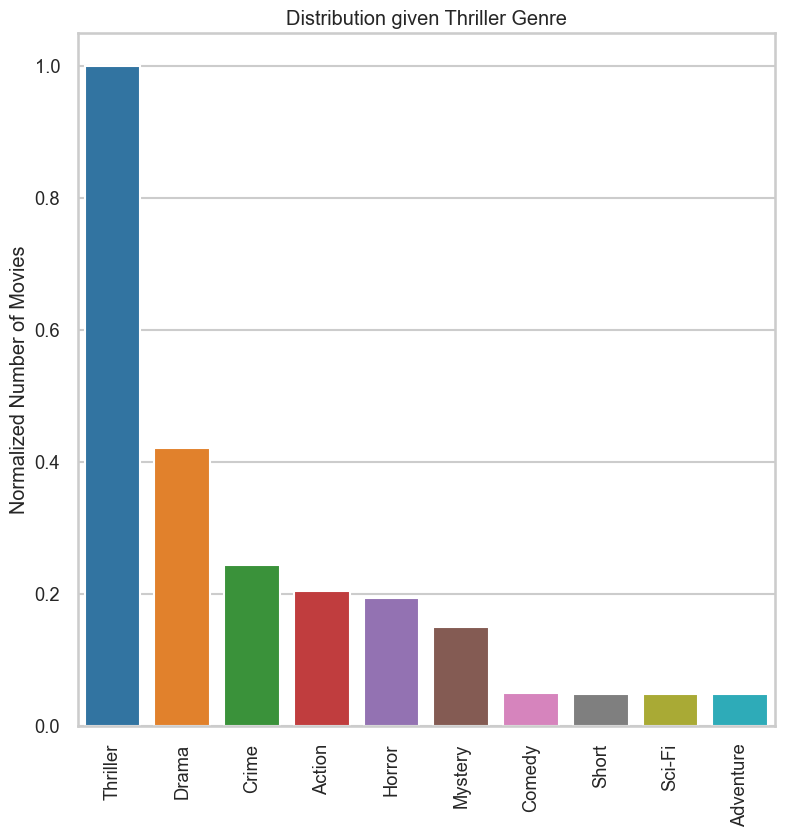 Distribution given Thriller Genre
Normalized Number of Movies
1.0
0.8
0.6
0.4
0.2
0.0
Thriller
Drama
Crime
Action
Horror
Mystery
Comedy
Short
Sci-Fi
Adventure